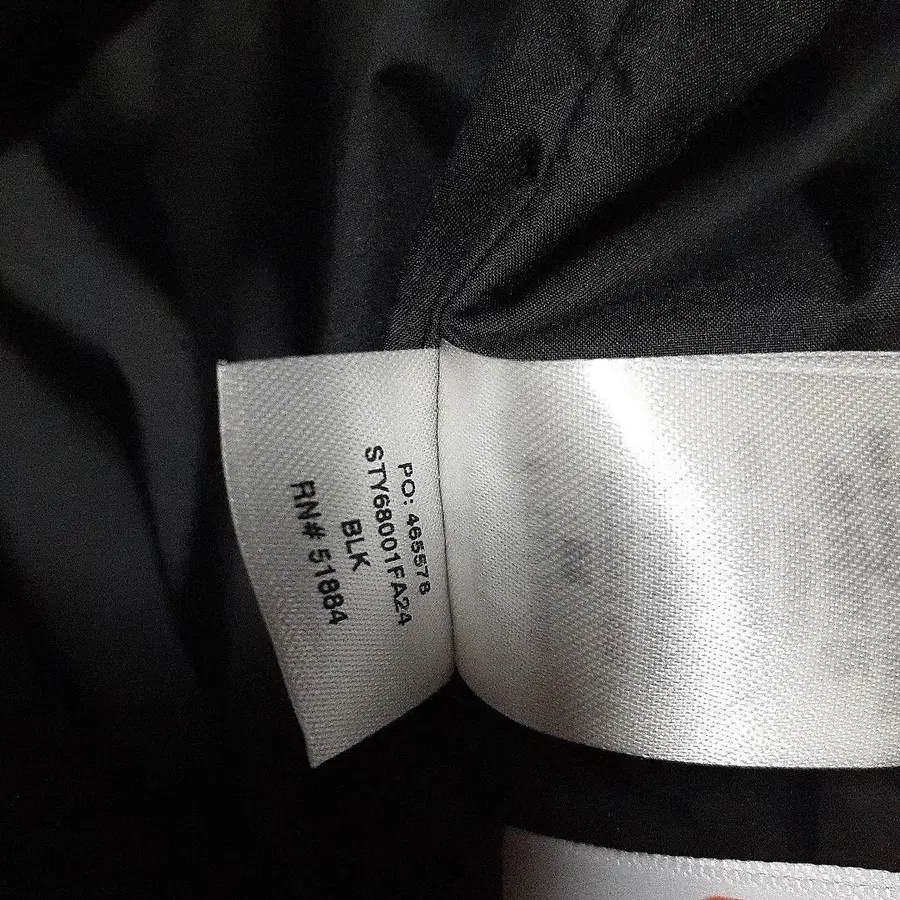 PO: 465578
STY68001FA24
BLK
RN# 51884